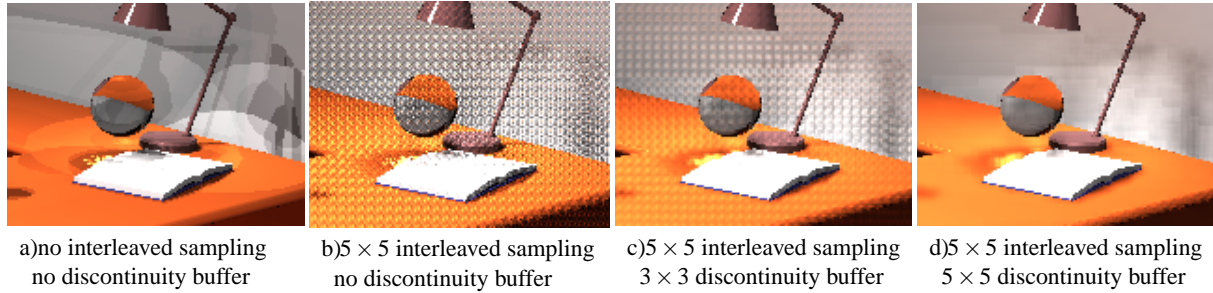 a)no interleaved sampling
no discontinuity buffer
b)5 × 5 interleaved sampling
no discontinuity buffer
c)5 × 5 interleaved sampling
3 × 3 discontinuity buffer
d)5 × 5 interleaved sampling
5 × 5 discontinuity buffer